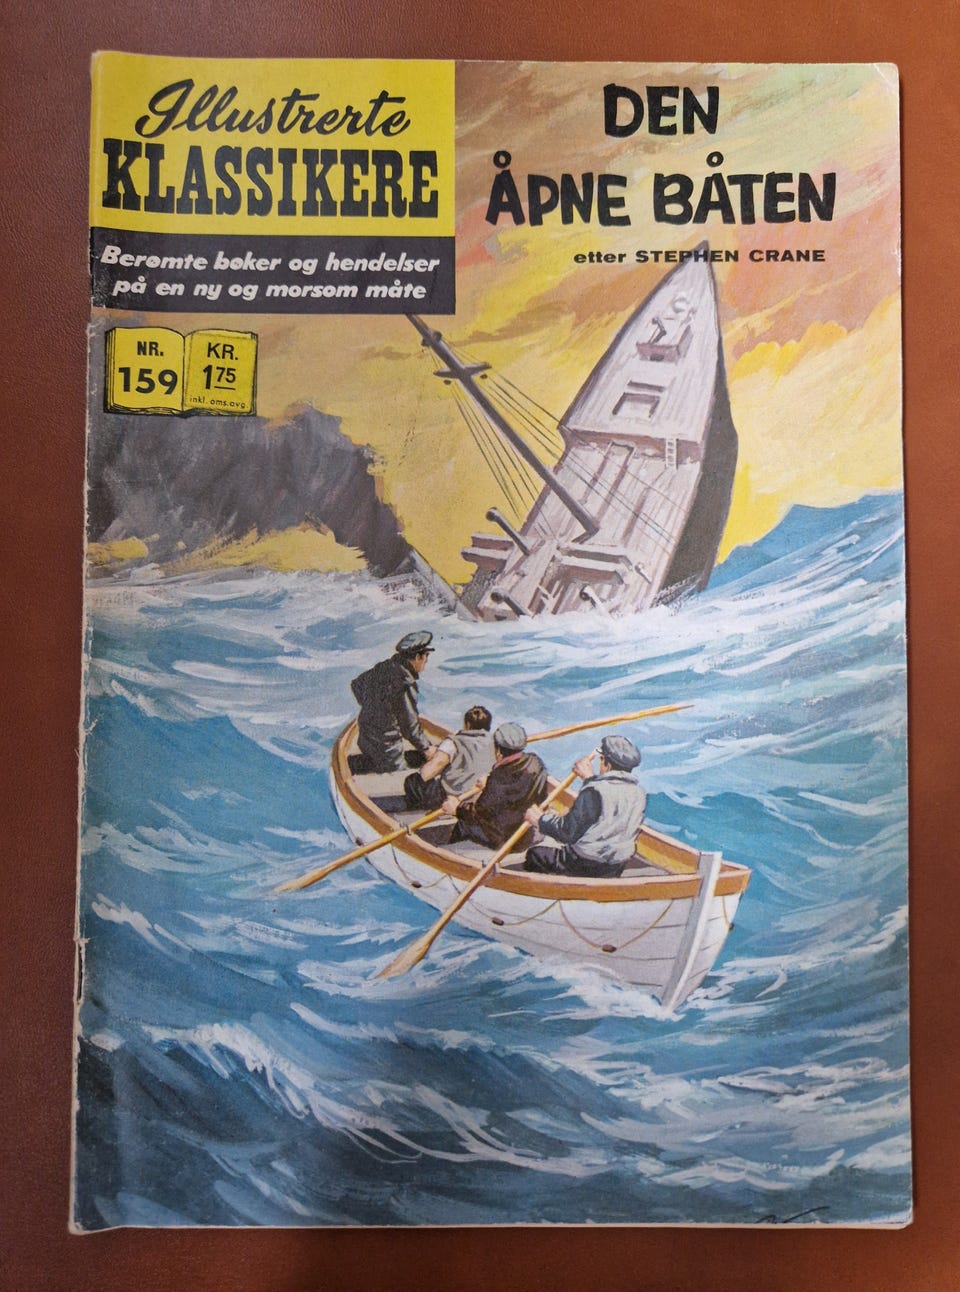 Illustrerte
KLASSIKERE
Berømte bøker og hendelser
på en ny og morsom måte
NR.
159
KR.
1 75
inkl. oms.avg.
DEN
ÅPNE BÅTEN
etter STEPHEN CRANE